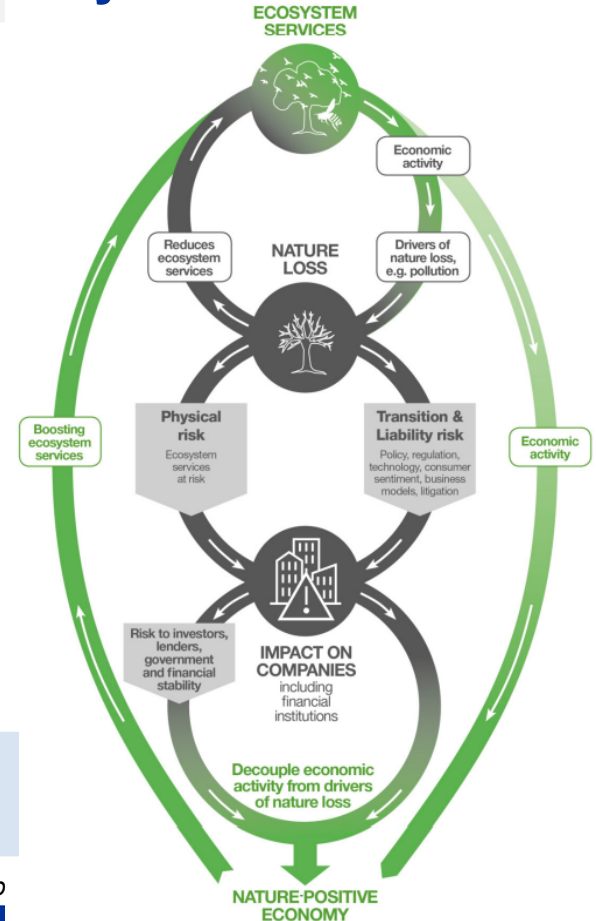 ECOSYSTEM
SERVICES
Economic
activity
Reduces
ecosystem
services
NATURE
LOSS
Drivers of
nature loss,
e.g. pollution
Physical
risk
Ecosystem
services
at risk
Transition &
Liability risk
Policy, regulation,
technology, consumer
sentiment, business
models, litigation
Boosting
ecosystem
services
Economic
activity
Risk to investors,
lenders,
government
and financial
stability
IMPACT ON
COMPANIES
including
financial
institutions
Decouple economic
activity from drivers
of nature loss
NATURE-POSITIVE
ECONOMY